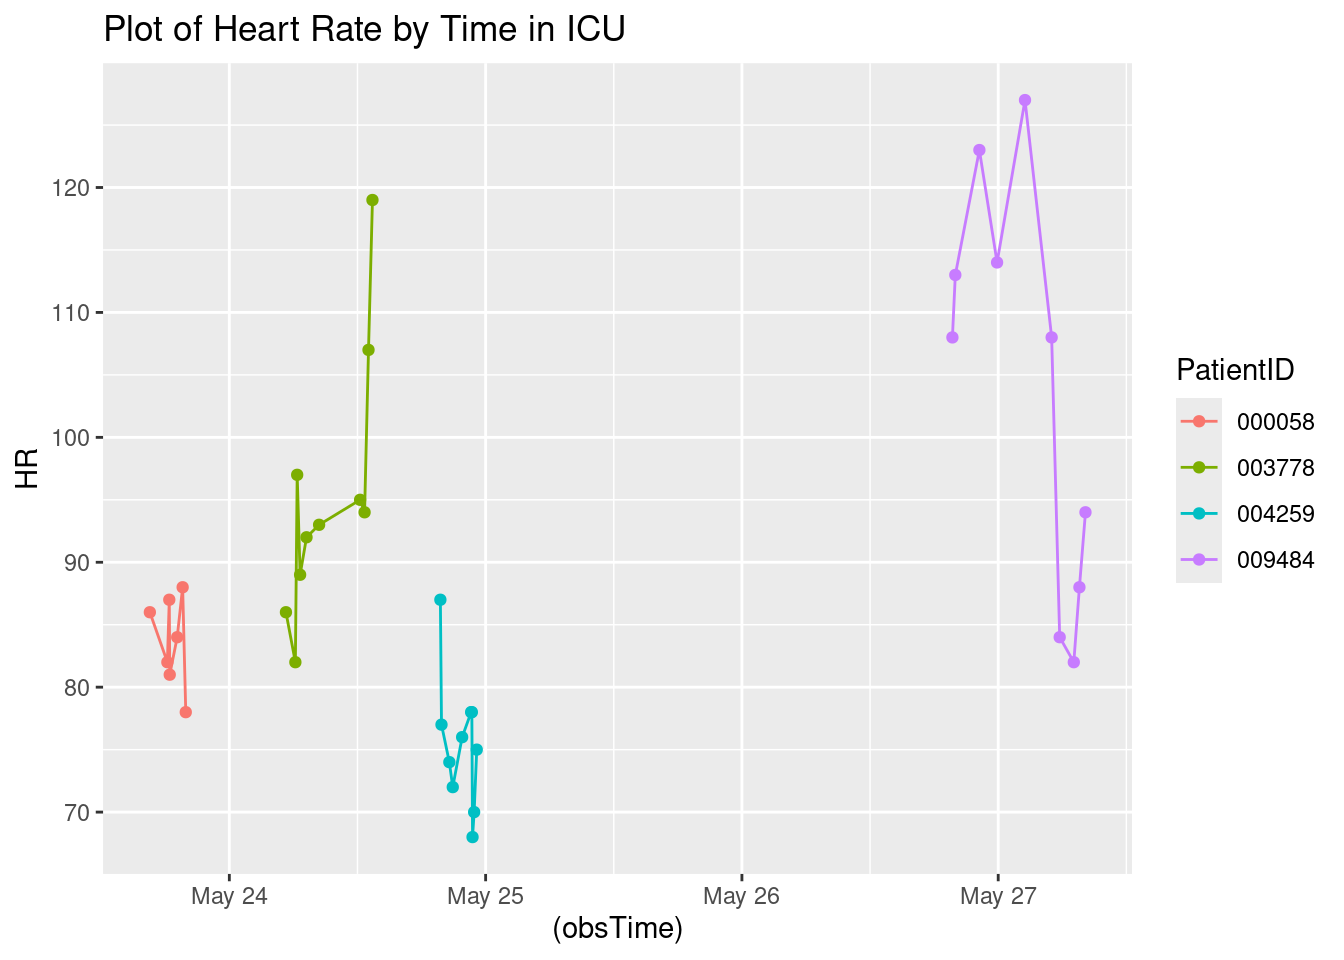 Plot of Heart Rate by Time in ICU
120
110
100
90
80
70
HR
May 24
May 25
May 26
May 27
(obsTime)
PatientID
000058
003778
004259
009484